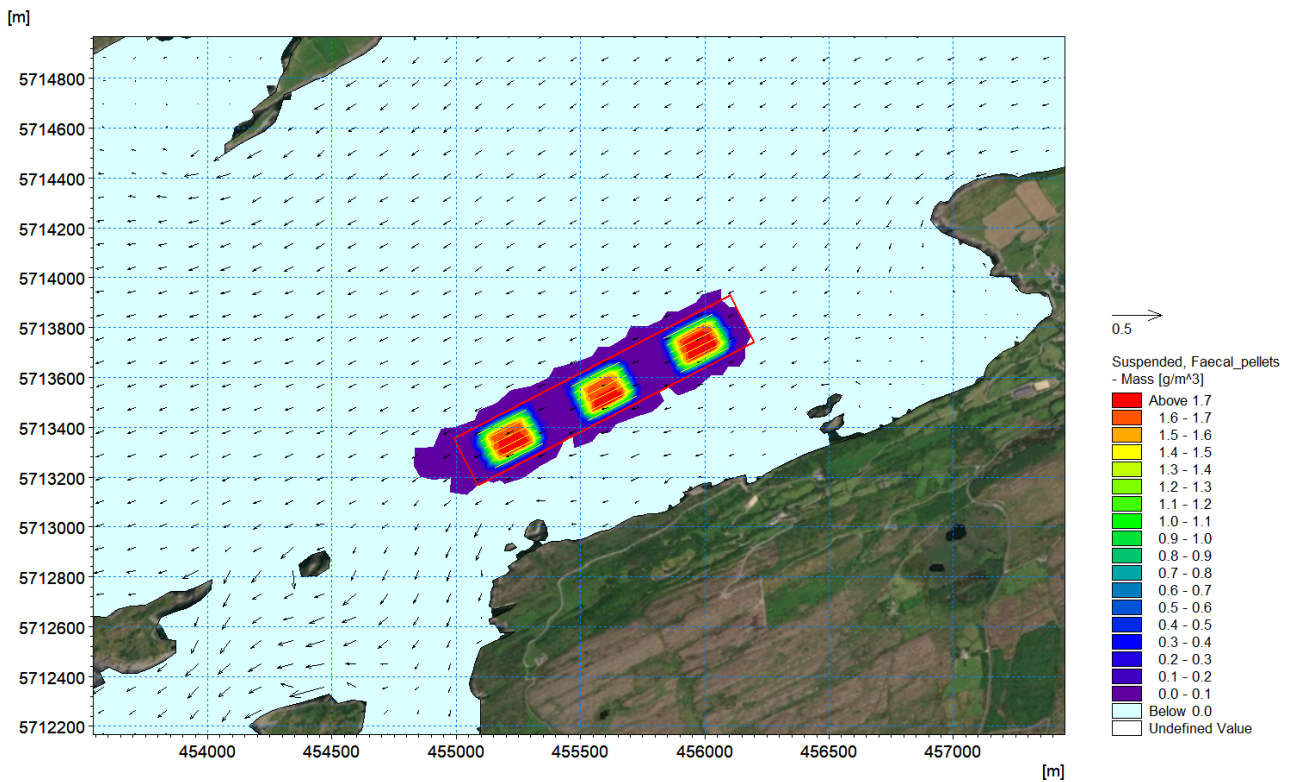 [m]
5714800
5714600
5714400
5714200
5714000
5713800
5713600
5713400
5713200
5713000
5712800
5712600
5712400
5712200
454000 454500 455000 455500 456000 456500 457000
[m]
0.5
Suspended, Faecal_pellets
- Mass [g/m^3]
Above 1.7
1.6 - 1.7
1.5 - 1.6
1.4 - 1.5
1.3 - 1.4
1.2 - 1.3
1.1 - 1.2
1.0 - 1.1
0.9 - 1.0
0.8 - 0.9
0.7 - 0.8
0.6 - 0.7
0.5 - 0.6
0.4 - 0.5
0.3 - 0.4
0.2 - 0.3
0.1 - 0.2
0.0 - 0.1
Below 0.0
Undefined Value